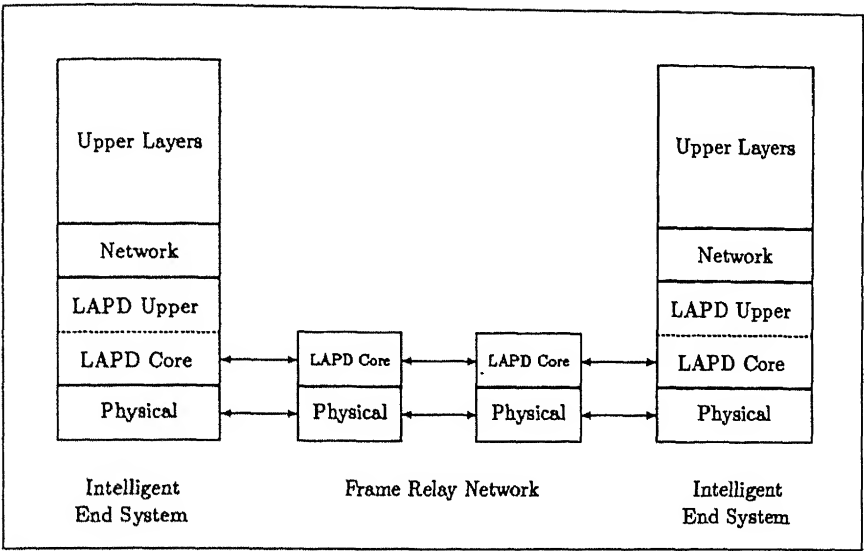 Upper Layers
Network
LAPD Upper
LAPD Core
Physical
LAPD Core
Physical
LAPD Core
Physical
Upper Layers
Network
LAPD Upper
LAPD Core
Physical
Intelligent
End System
Frame Relay Network
Intelligent
End System